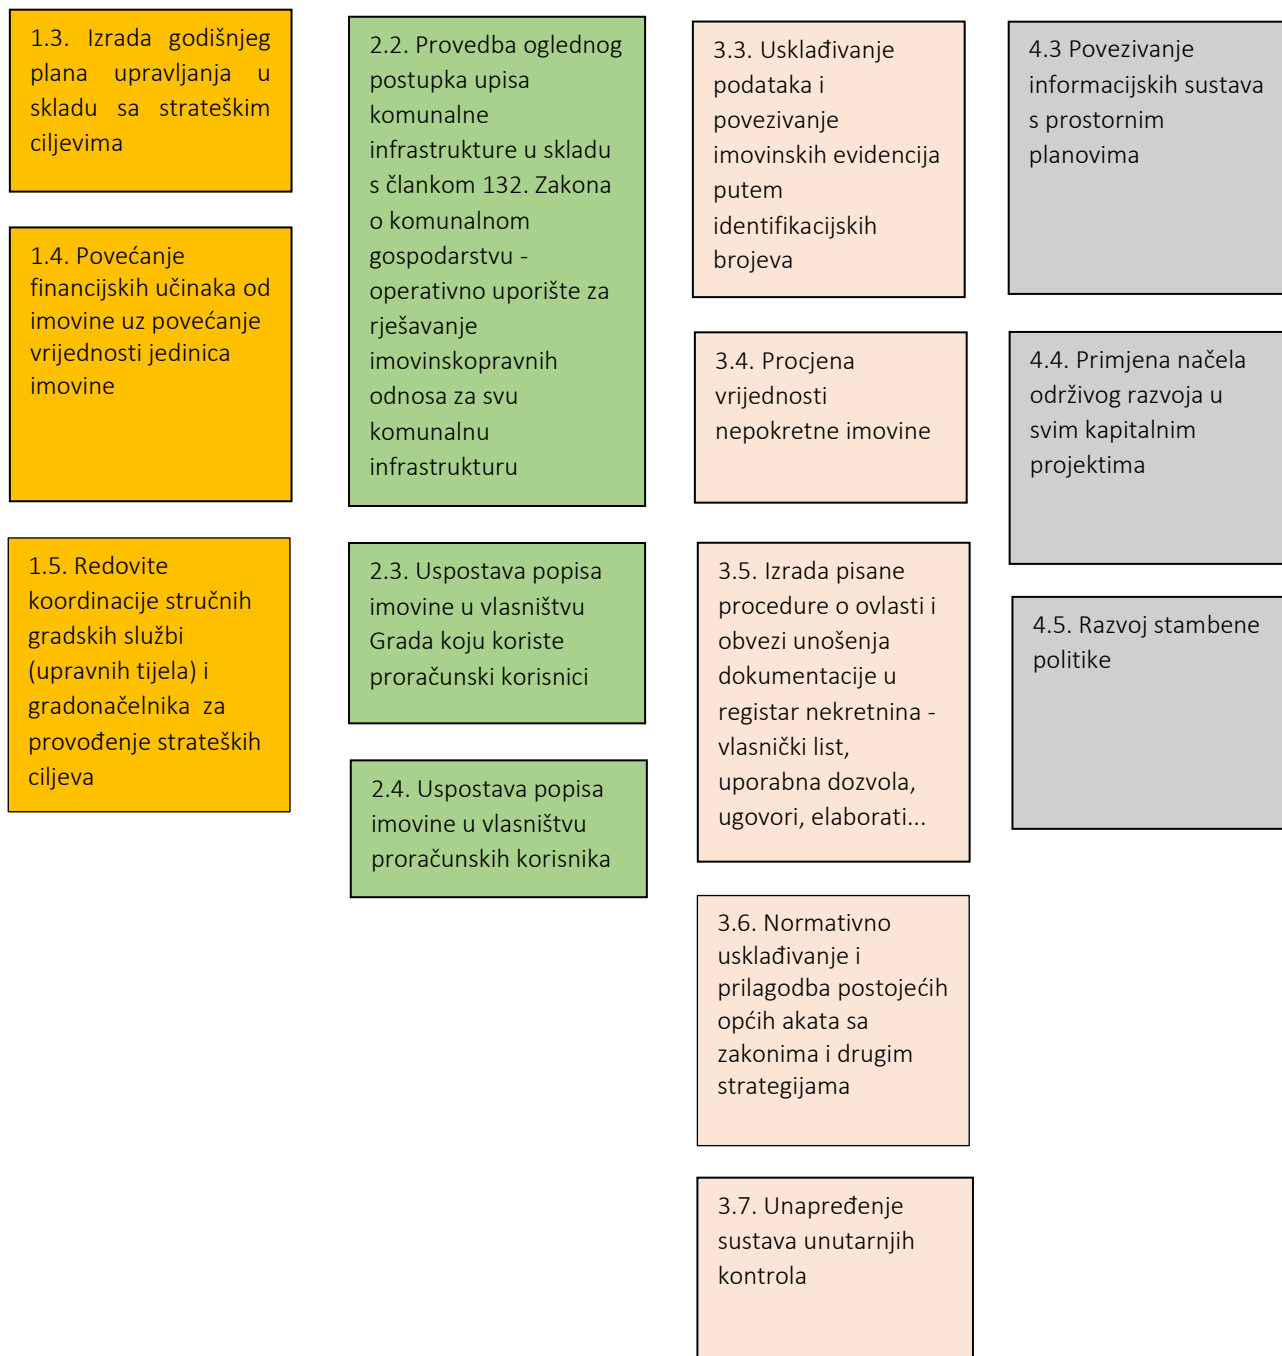 1.3. Izrada godišnjeg
plana upravljanja u
skladu sa strateškim
ciljevima
1.4. Povećanje
financijskih učinaka od
imovine uz povećanje
vrijednosti jedinica
imovine
1.5. Redovite
koordinacije stručnih
gradskih službi
(upravnih tijela) i
gradonačelnika za
provođenje strateških
ciljeva
2.2. Provedba oglednog
postupka upisa
komunalne
infrastrukture u skladu
s člankom 132. Zakona
o komunalnom
gospodarstvu -
operativno uporište za
rješavanje
imovinskopravnih
odnosa za svu
komunalnu
infrastrukturu
2.3. Uspostava popisa
imovine u vlasništvu
Grada koju koriste
proračunski korisnici
2.4. Uspostava popisa
imovine u vlasništvu
proračunskih korisnika
3.3. Usklađivanje
podataka i
povezivanje
imovinskih evidencija
putem
identifikacijskih
brojeva
3.4. Procjena
vrijednosti
nepokretne imovine
3.5. Izrada pisane
procedure o ovlasti i
obvezi unošenja
dokumentacije u
registar nekretnina -
vlasnički list,
uporabna dozvola,
ugovori, elaborati...
3.6. Normativno
usklađivanje i
prilagodba postojećih
općih akata sa
zakonima i drugim
strategijama
3.7. Unapređenje
sustava unutarnjih
kontrola
4.3 Povezivanje
informacijskih sustava
s prostornim
planovima
4.4. Primjena načela
održivog razvoja u
svim kapitalnim
projektima
4.5. Razvoj stambene
politike